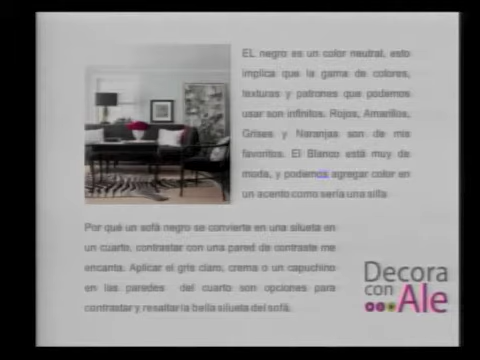 EL negro es un color neutral, esto
implica que la gama de colores,
texturas y patrones que podemos
usar son infinitos. Rojos, Amarillos,
Grises y Naranjas son de mis
favoritos. El Blanco está muy de
moda, y podemos agregar color en
un acento como sería una silla
Por qué un sofá negro se convierte en una silueta en
un cuarto, contrastar con una pared de contraste me
encanta. Aplicar el gris claro, crema o un capuchino
en las paredes del cuarto son opciones para
contrastar y resaltar la bella silueta del sofá.
Decora
con
Ale